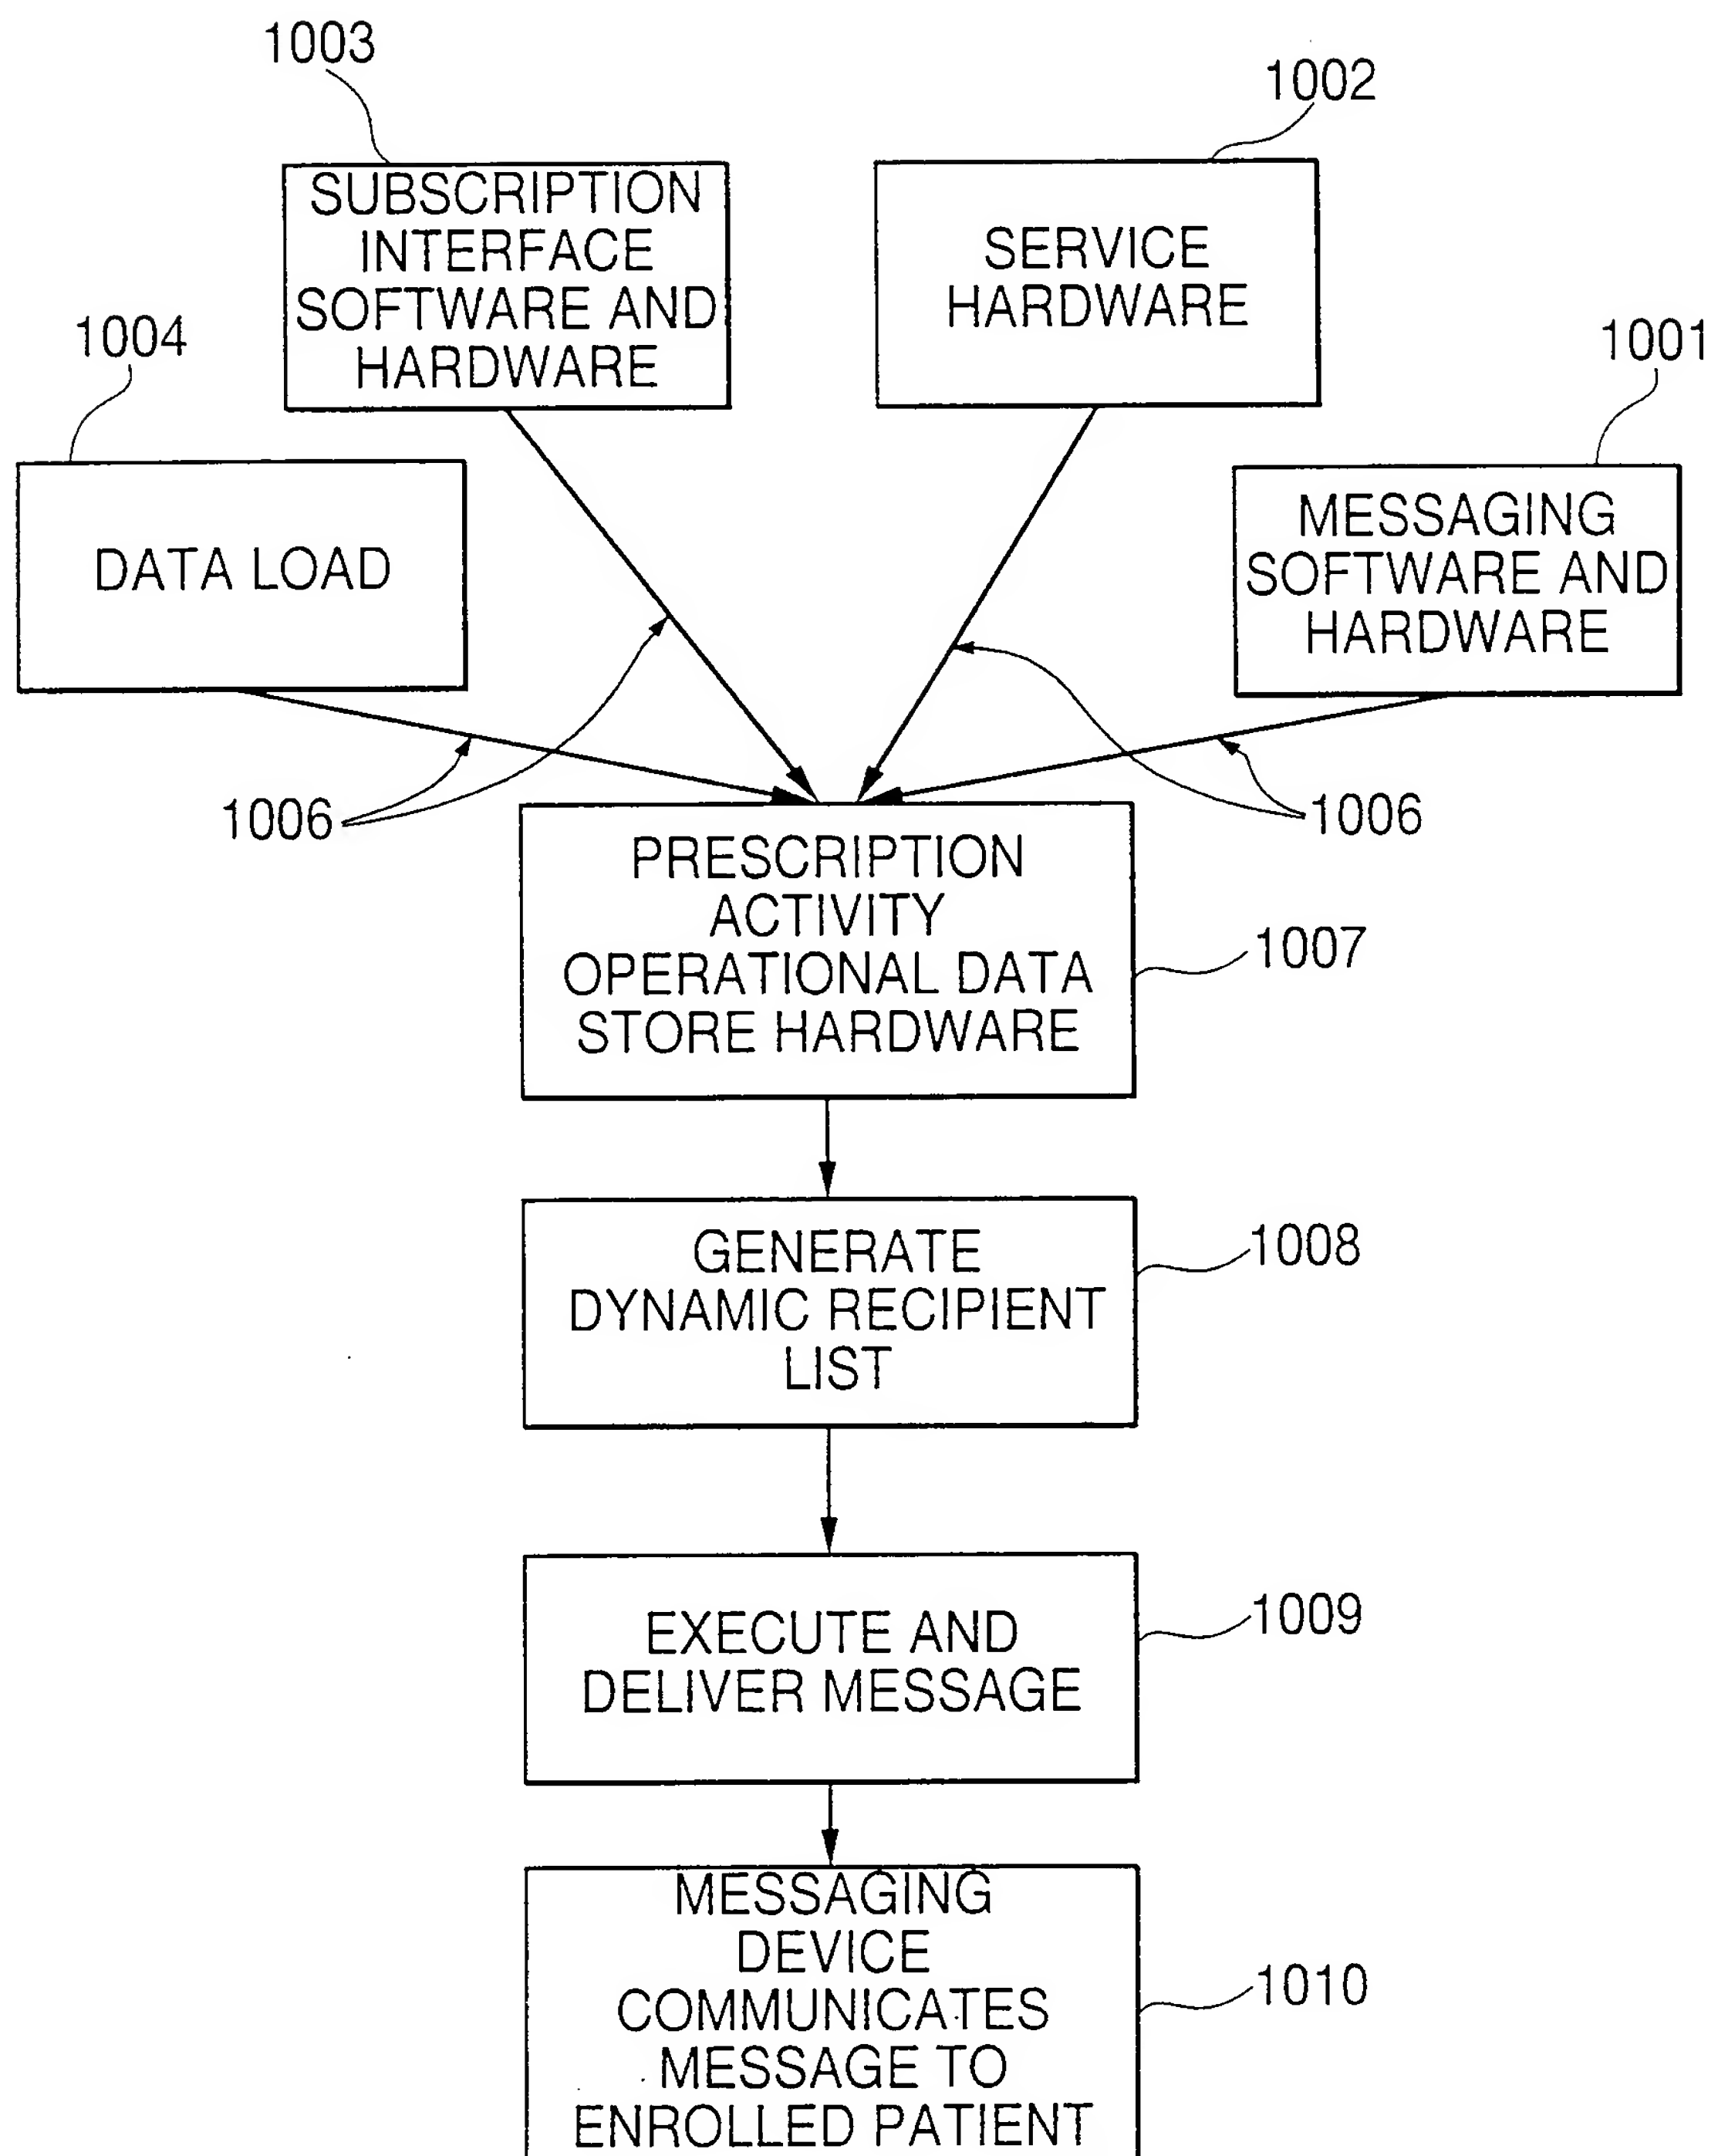 1003
1002
SUBSCRIPTION
INTERFACE
SOFTWARE AND
HARDWARE
SERVICE
HARDWARE
1004
1001
DATA LOAD
MESSAGING
SOFTWARE AND
HARDWARE
1006
1006
PRESCRIPTION
ACTIVITY
OPERATIONAL DATA
STORE HARDWARE
1007
GENERATE
DYNAMIC RECIPIENT
LIST
1008
EXECUTE AND
DELIVER MESSAGE
1009
MESSAGING
DEVICE
COMMUNICATES
MESSAGE TO
ENROLLED PATIENT
1010